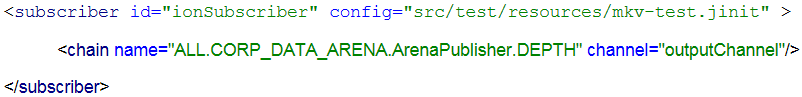 <subscriber id="ionSubscriber" config="src/test/resources/mkv-test.jinit" >
<chain name="ALL.CORP_DATA_ARENA.ArenaPublisher.DEPTH" channel="outputChannel"/>
</subscriber>